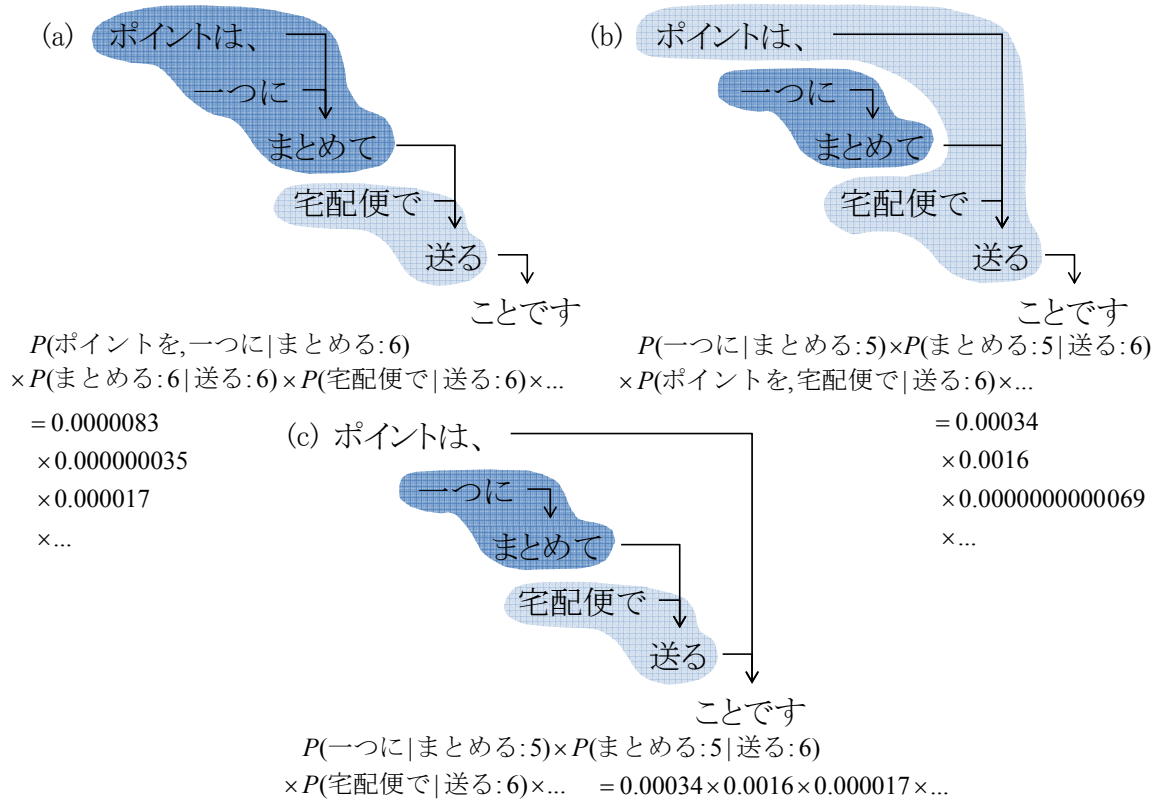 (a) ポイントは、
一つに
まとめて
宅配便で
送る
ことです
P(ポイントを,一つに|まとめる:6)
×P(まとめる:6|送る:6)×P(宅配便で|送る:6)×...
=0.0000083
×0.000000035
×0.000017
×...
(b) ポイントは、
一つに
まとめて
宅配便で
送る
ことです
P(一つに|まとめる:5)×P(まとめる:5|送る:6)
×P(ポイントを,宅配便で|送る:6)×...
=0.00034
×0.0016
×0.0000000000069
×...
(c) ポイントは、
一つに
まとめて
宅配便で
送る
ことです
P(一つに|まとめる:5)×P(まとめる:5|送る:6)
×P(宅配便で|送る:6)×... =0.00034×0.0016×0.000017×...